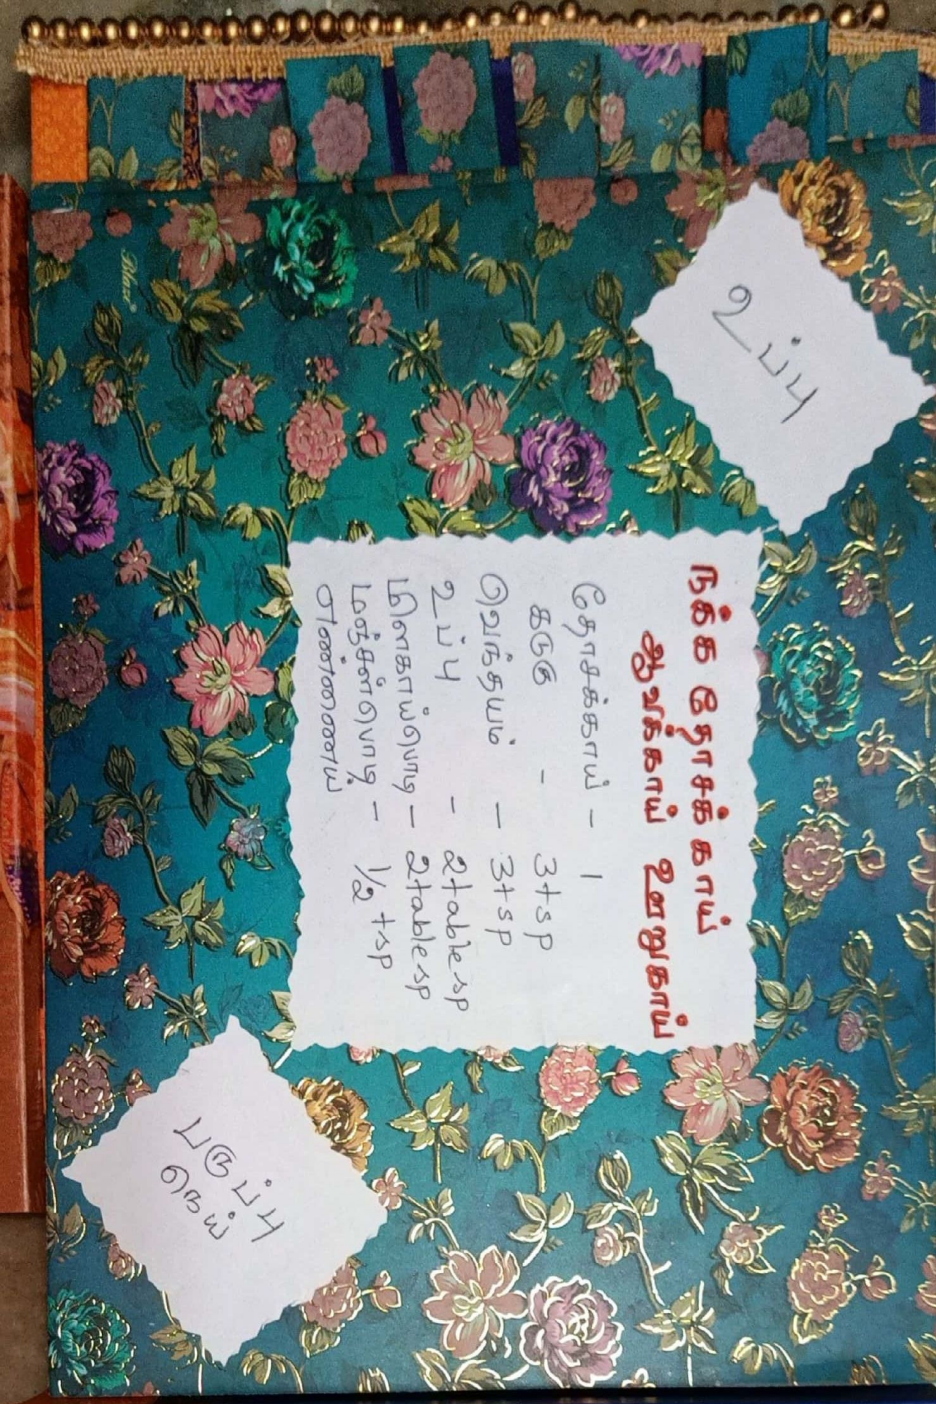 உப்பு
நக்க தோசக்காய்
ஆவக்காய் ஊறுகாய்
தோசக்காய் - 1
கடுகு - 3tsp
வெந்தயம் - 3tsp
உப்பு - 2tablesp
மிளகாய்பொடி - 2tablesp
மஞ்சள்பொடி - 1/2 tsp
எண்ணைய்
பருப்பு
நெய்